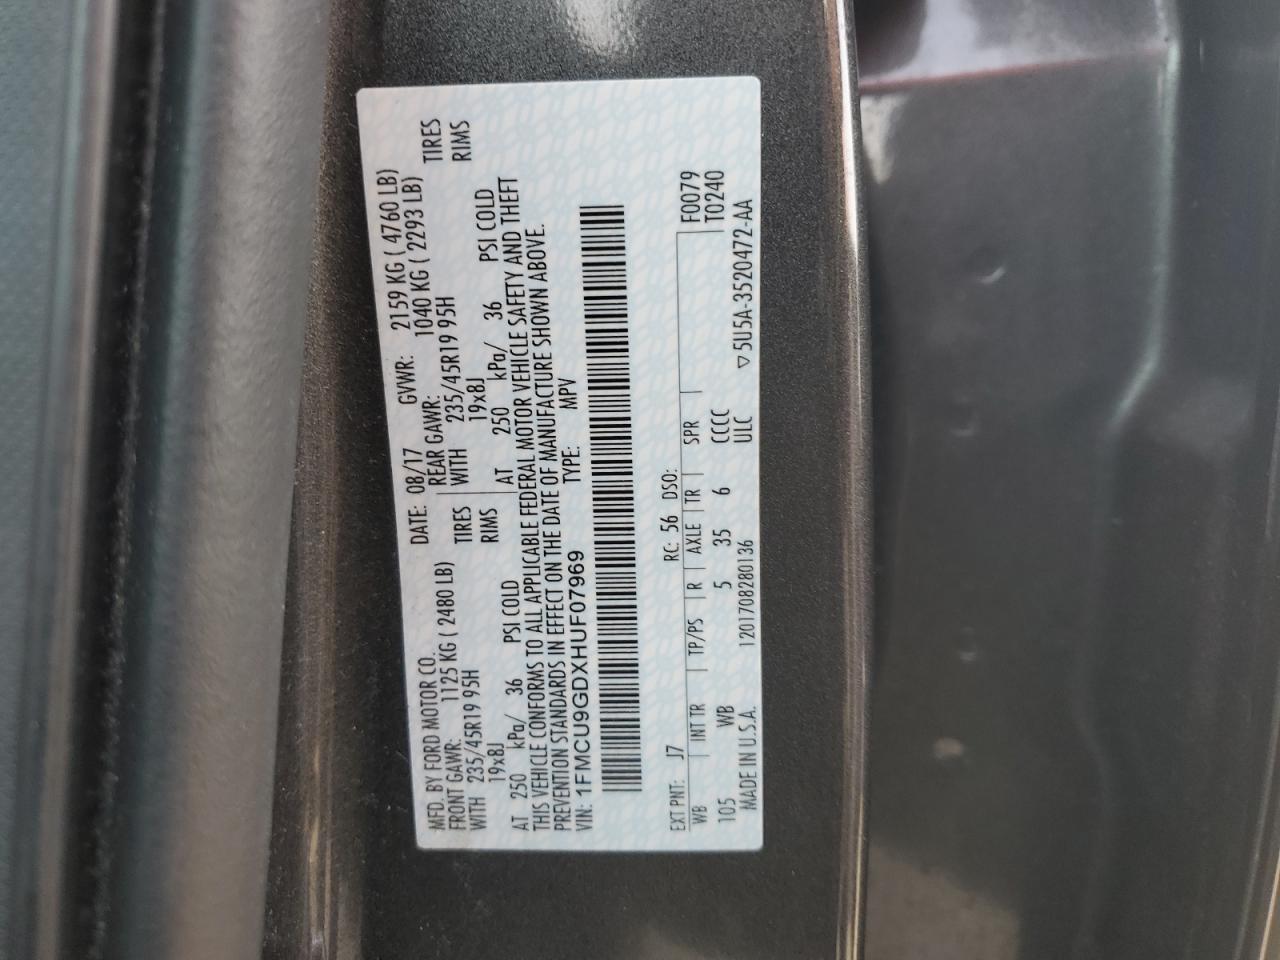 MFD. BY FORD MOTOR CO. DATE: 08/17 GVWR: 2159 KG ( 4760 LB)
FRONT GAWR: 1125 KG ( 2480 LB) REAR GAWR: 1040 KG ( 2293 LB)
WITH 235/45R19 95H TIRES WITH 235/45R19 95H TIRES
19x8J RIMS 19x8J RIMS
AT 250 kPa/ 36 PSI COLD AT 250 kPa/ 36 PSI COLD
THIS VEHICLE CONFORMS TO ALL APPLICABLE FEDERAL MOTOR VEHICLE SAFETY AND THEFT
PREVENTION STANDARDS IN EFFECT ON THE DATE OF MANUFACTURE SHOWN ABOVE.
VIN: 1FMCU9GDXHUF07969 TYPE: MPV
EXT PNT: J7 RC: 56 DSO: F0079
WB INT TR TP/PS R AXLE TR SPR T0240
105 WB 5 35 6 CCCC
MADE IN U.S.A. 120170828013​6 ULC ▽5U5A-3520472-AA